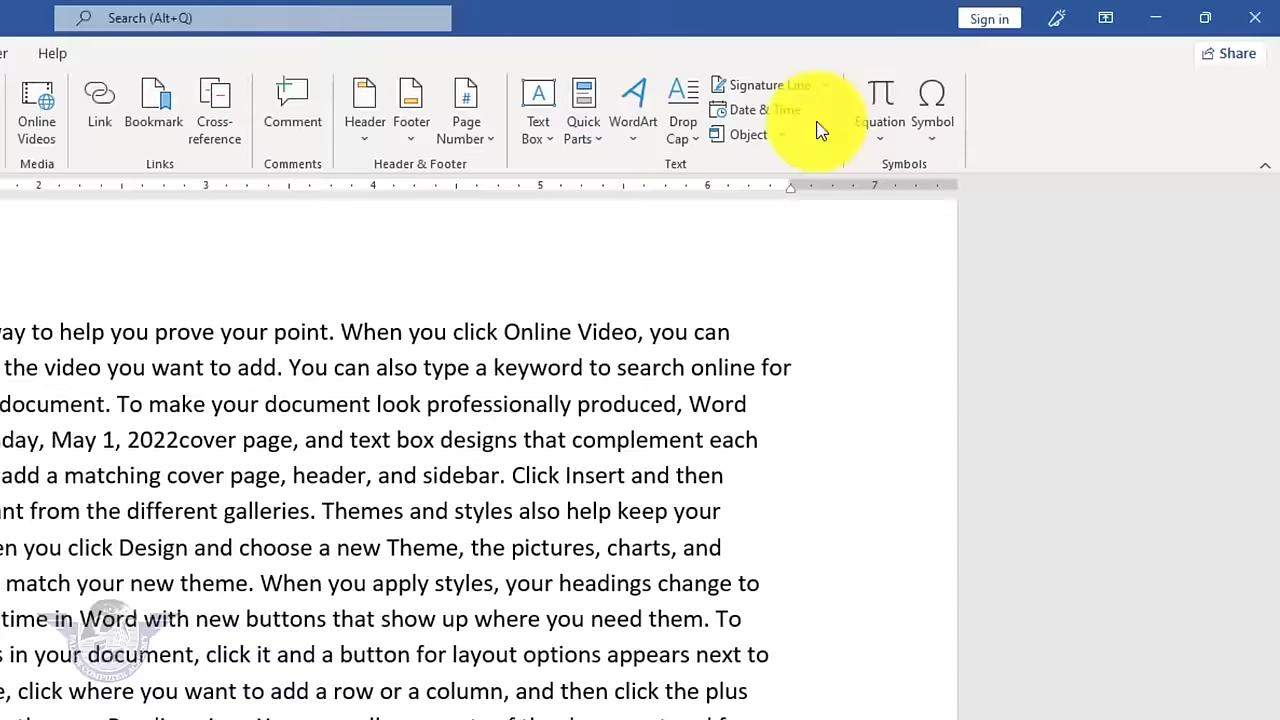 Search (Alt+Q)
Sign in
Help
Share
Online Videos
Link
Bookmark
Cross-reference
Comment
Header
Footer
Page Number
Text Box
Quick Parts
WordArt
Drop Cap
Signature Line
Date & Time
Object
Equation
Symbol
Media
Links
Comments
Header & Footer
Text
Symbols
2 3 4 5 6 7
way to help you prove your point. When you click Online Video, you can
the video you want to add. You can also type a keyword to search online for
document. To make your document look professionally produced, Word
day, May 1, 2022cover page, and text box designs that complement each
add a matching cover page, header, and sidebar. Click Insert and then
nt from the different galleries. Themes and styles also help keep your
en you click Design and choose a new Theme, the pictures, charts, and
match your new theme. When you apply styles, your headings change to
time in Word with new buttons that show up where you need them. To
s in your document, click it and a button for layout options appears next to
e, click where you want to add a row or a column, and then click the plus